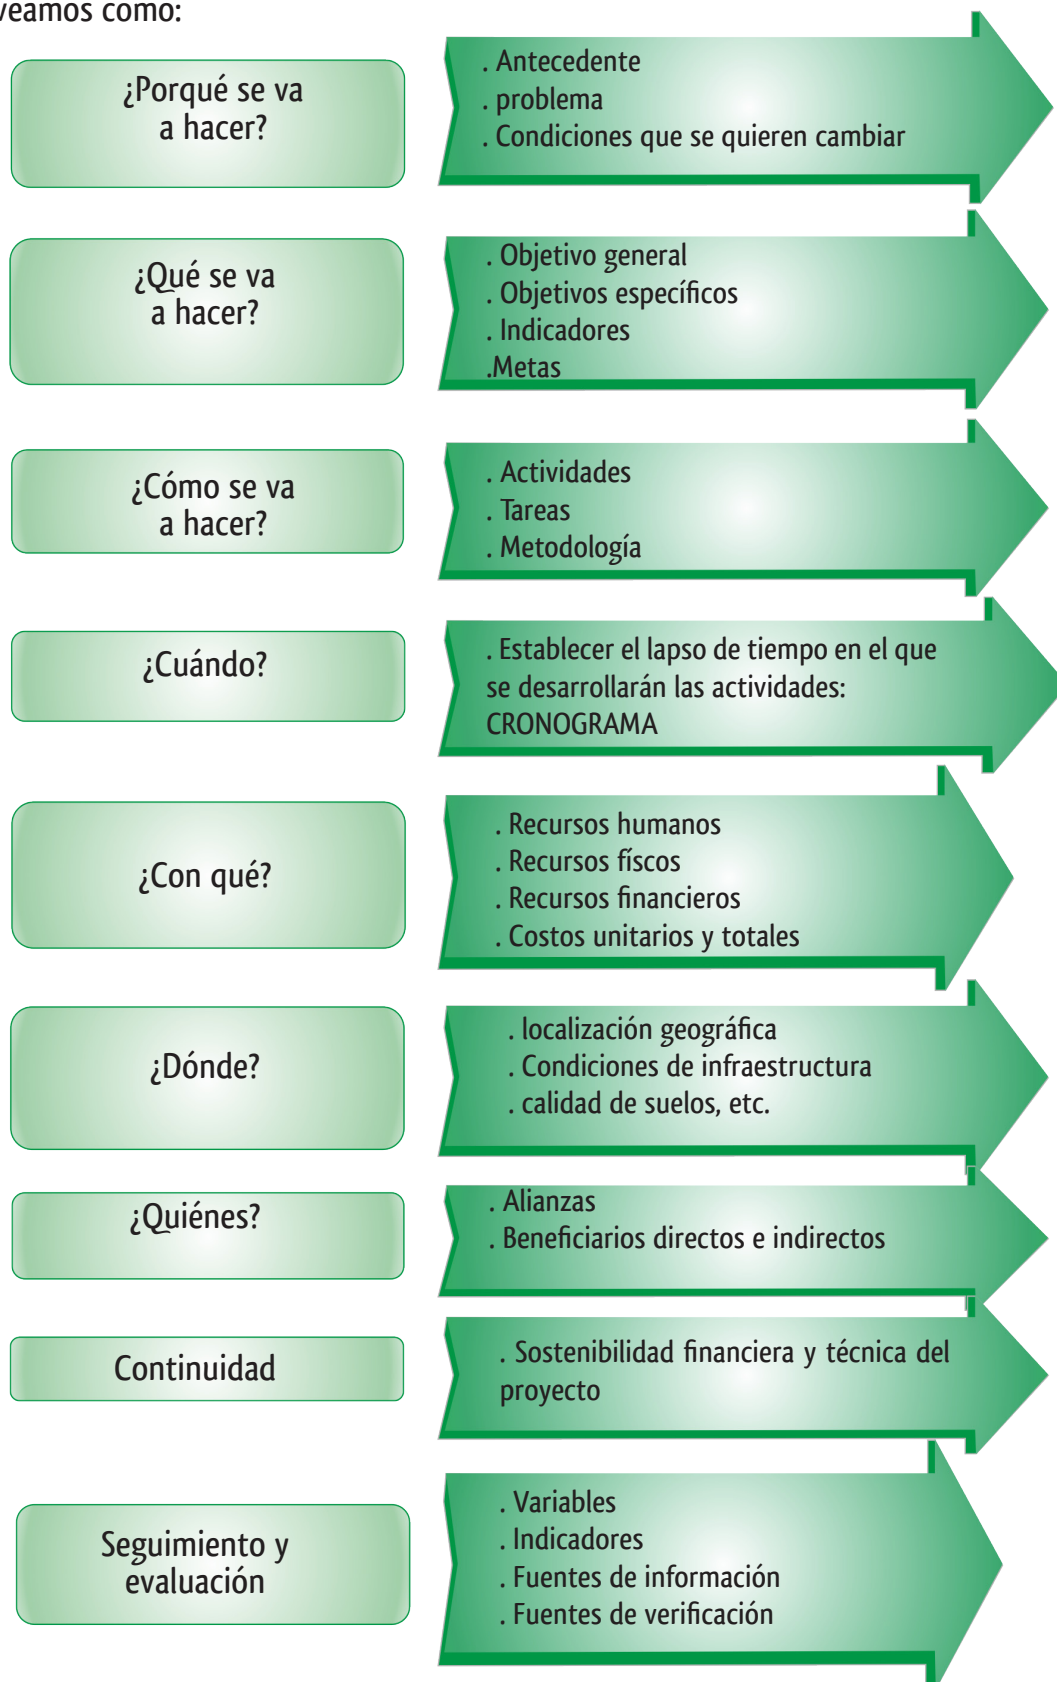 veamos como:
¿Porqué se va
a hacer?
. Antecedente
. problema
. Condiciones que se quieren cambiar
¿Qué se va
a hacer?
. Objetivo general
. Objetivos específicos
. Indicadores
.Metas
¿Cómo se va
a hacer?
. Actividades
. Tareas
. Metodología
¿Cuándo?
. Establecer el lapso de tiempo en el que
se desarrollarán las actividades:
CRONOGRAMA
¿Con qué?
. Recursos humanos
. Recursos físcos
. Recursos financieros
. Costos unitarios y totales
¿Dónde?
. localización geográfica
. Condiciones de infraestructura
. calidad de suelos, etc.
¿Quiénes?
. Alianzas
. Beneficiarios directos e indirectos
Continuidad
. Sostenibilidad financiera y técnica del
proyecto
Seguimiento y
evaluación
. Variables
. Indicadores
. Fuentes de información
. Fuentes de verificación